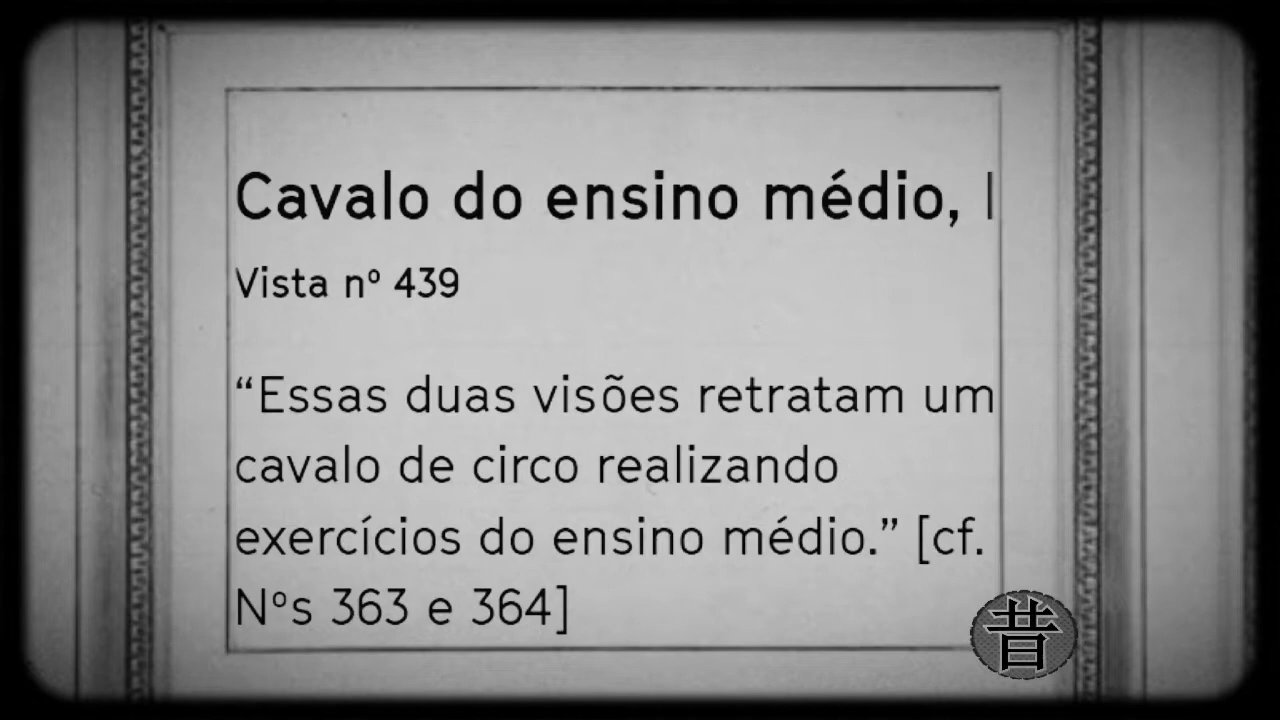 Cavalo do ensino médio, I
Vista nº 439
“Essas duas visões retratam um
cavalo de circo realizando
exercícios do ensino médio.” [cf.
Nºs 363 e 364]
昔